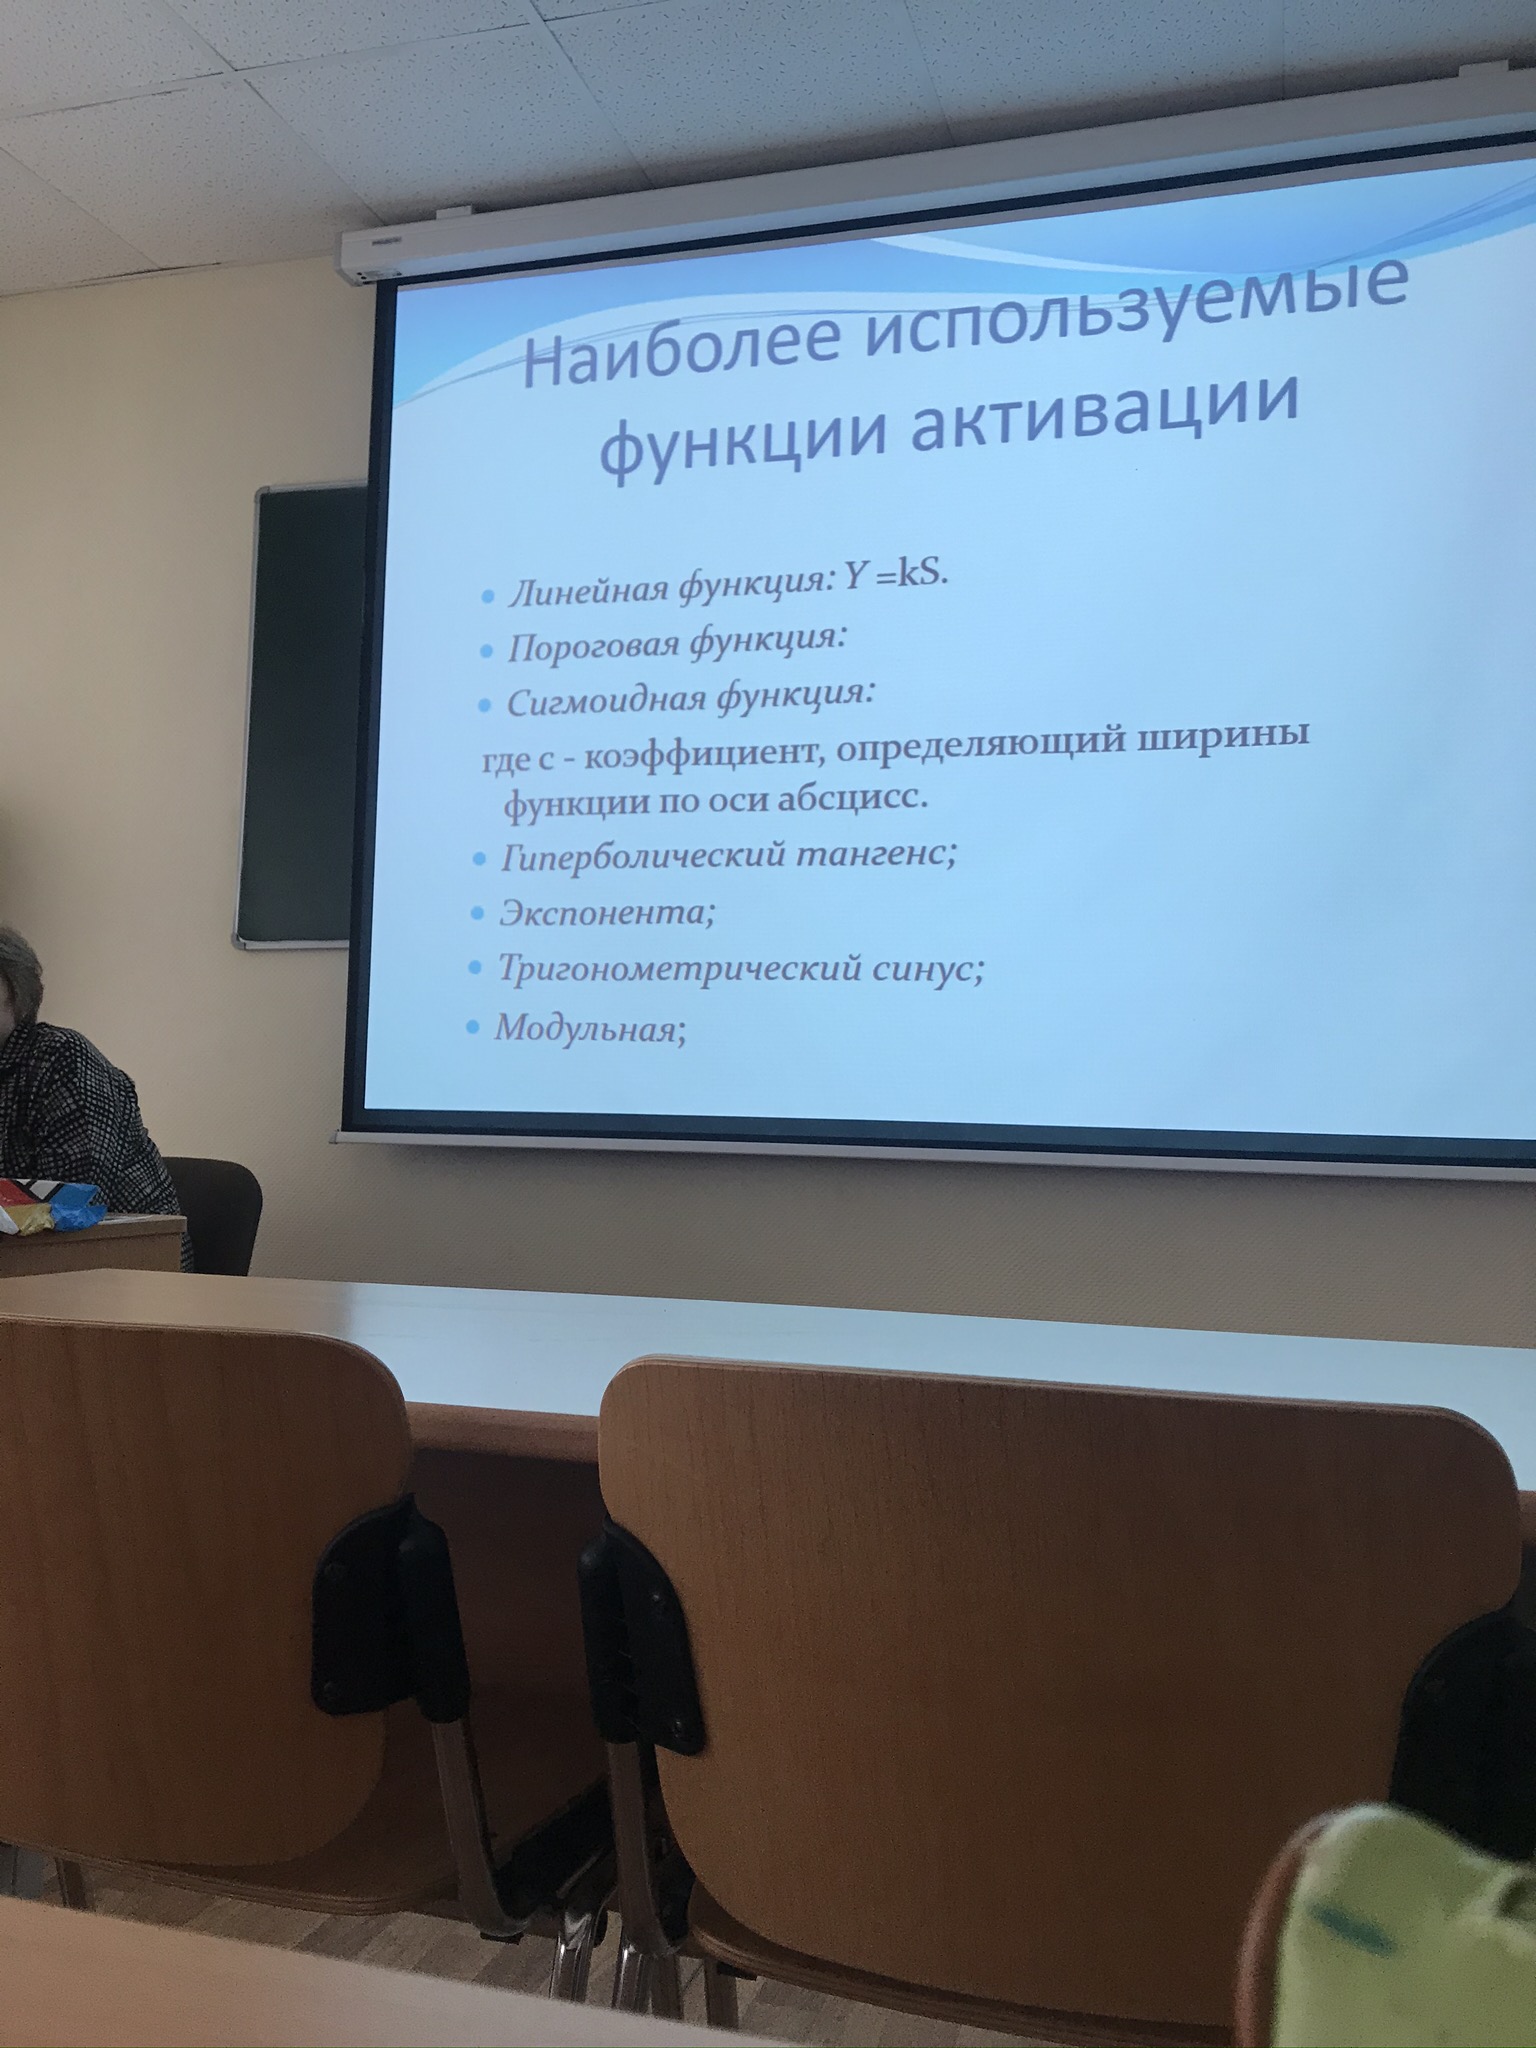 Наиболее используемые
функции активации
• Линейная функция: Y =kS.
• Пороговая функция:
• Сигмоидная функция:
где с - коэффициент, определяющий ширины
функции по оси абсцисс.
• Гиперболический тангенс;
• Экспонента;
• Тригонометрический синус;
• Модульная;